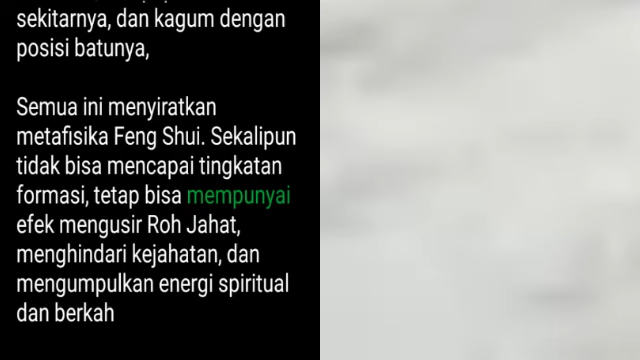 sekitarnya, dan kagum dengan
posisi batunya,
Semua ini menyiratkan
metafisika Feng Shui. Sekalipun
tidak bisa mencapai tingkatan
formasi, tetap bisa mempunyai
efek mengusir Roh Jahat,
menghindari kejahatan, dan
mengumpulkan energi spiritual
dan berkah